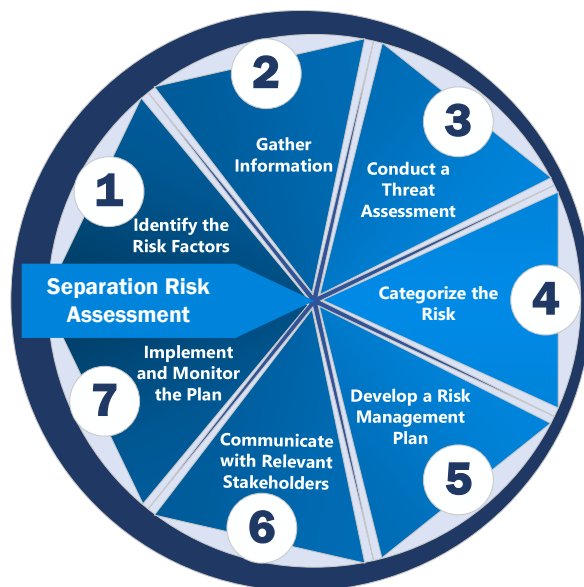 Separation Risk
Assessment
1
Identify the
Risk Factors
2
Gather
Information
3
Conduct a
Threat
Assessment
4
Categorize the
Risk
5
Develop a Risk
Management
Plan
6
Communicate
with Relevant
Stakeholders
7
Implement
and Monitor
the Plan